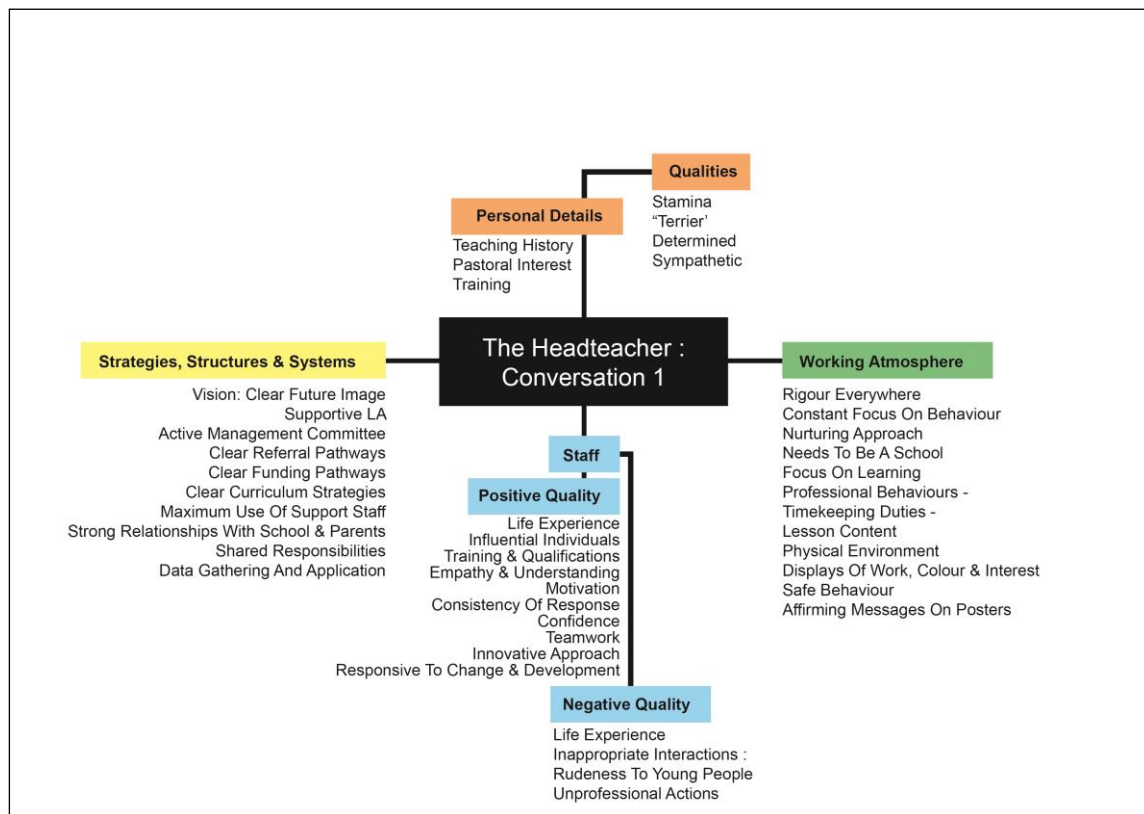 Qualities
Stamina
“Terrier’
Determined
Sympathetic
Personal Details
Teaching History
Pastoral Interest
Training
The Headteacher :
Conversation 1
Strategies, Structures & Systems
Vision: Clear Future Image
Supportive LA
Active Management Committee
Clear Referral Pathways
Clear Funding Pathways
Clear Curriculum Strategies
Maximum Use Of Support Staff
Strong Relationships With School & Parents
Shared Responsibilities
Data Gathering And Application
Working Atmosphere
Rigour Everywhere
Constant Focus On Behaviour
Nurturing Approach
Needs To Be A School
Focus On Learning
Professional Behaviours -
Timekeeping Duties -
Lesson Content
Physical Environment
Displays Of Work, Colour & Interest
Safe Behaviour
Affirming Messages On Posters
Staff
Positive Quality
Life Experience
Influential Individuals
Training & Qualifications
Empathy & Understanding
Motivation
Consistency Of Response
Confidence
Teamwork
Innovative Approach
Responsive To Change & Development
Negative Quality
Life Experience
Inappropriate Interactions :
Rudeness To Young People
Unprofessional Actions